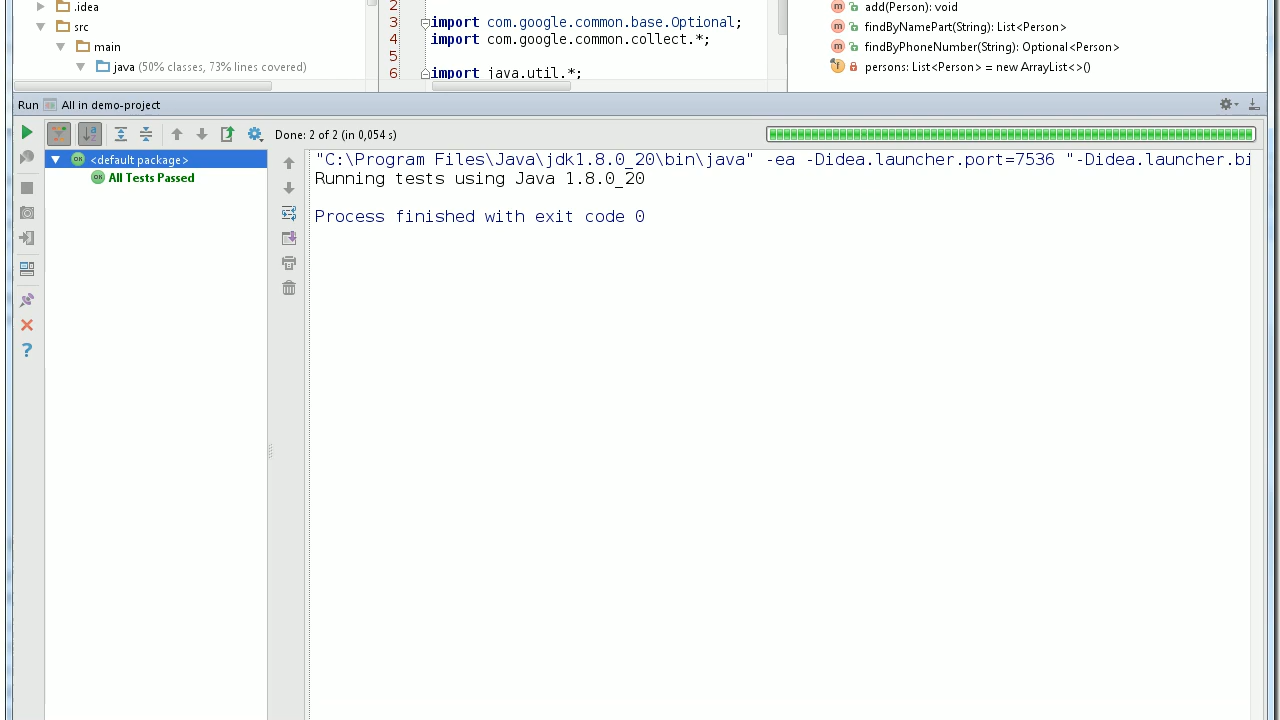 .idea
src
main
java (50% classes, 73% lines covered)
2
3 import com.google.common.base.Optional;
4 import com.google.common.collect.*;
5
6 import java.util.*;
m add(Person): void
m findByNamePart(String): List<Person>
m findByPhoneNumber(String): Optional<Person>
f persons: List<Person> = new ArrayList<>()
Run All in demo-project
Done: 2 of 2 (in 0,054 s)
OK <default package>
OK All Tests Passed
"C:\Program Files\Java\jdk1.8.0_20\bin\java" -ea -Didea.launcher.port=7536 "-Didea.launcher.bi
Running tests using Java 1.8.0_20
Process finished with exit code 0
?